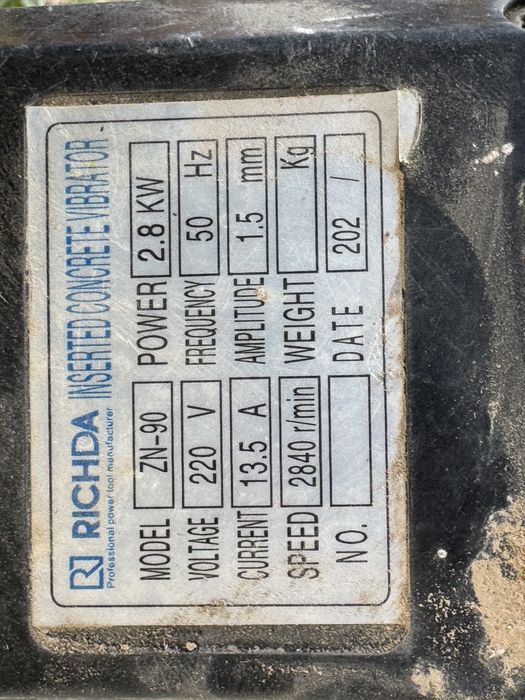 RICHDA INSERTED CONCRETE VIBRATOR
Professional power tool manufacturer
MODEL ZN-90 POWER 2.8 KW
VOLTAGE 220 V FREQUENCY 50 Hz
CURRENT 13.5 A AMPLITUDE 1.5 mm
SPEED 2840 r/min WEIGHT Kg
NO. DATE 202 /